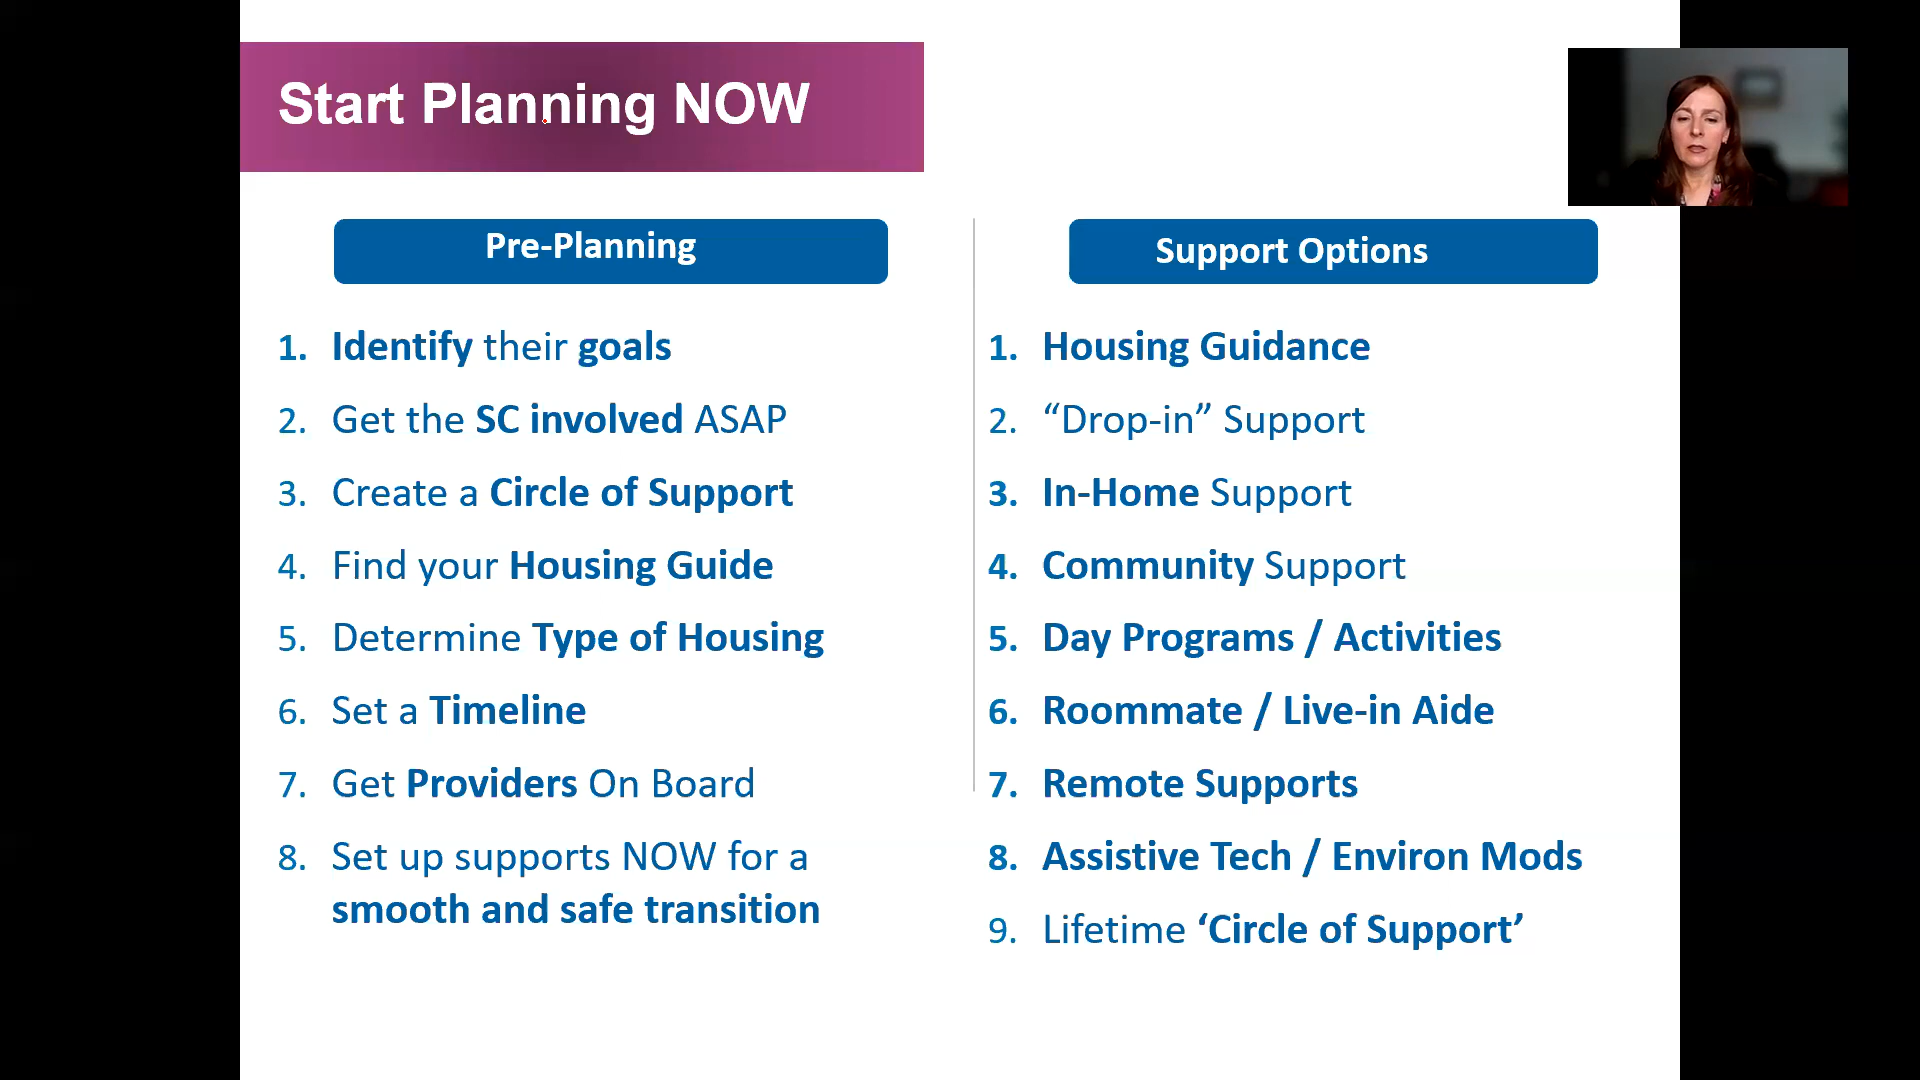 Start Planning NOW
Pre-Planning
1. Identify their goals
2. Get the SC involved ASAP
3. Create a Circle of Support
4. Find your Housing Guide
5. Determine Type of Housing
6. Set a Timeline
7. Get Providers On Board
8. Set up supports NOW for a
smooth and safe transition
Support Options
1. Housing Guidance
2. “Drop-in” Support
3. In-Home Support
4. Community Support
5. Day Programs / Activities
6. Roommate / Live-in Aide
7. Remote Supports
8. Assistive Tech / Environ Mods
9. Lifetime ‘Circle of Support’